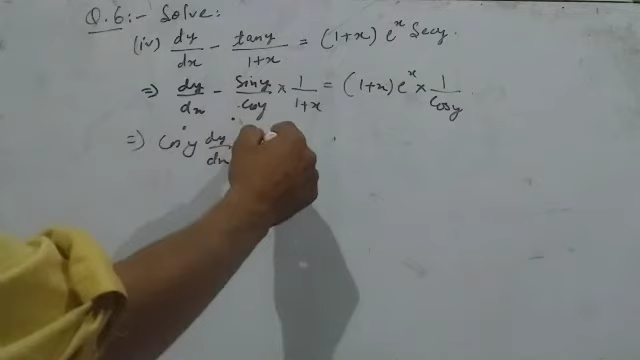 Q.6:- Solve:
(iv) dy/dx - tany/1+x = (1+x) e^x Secy.
=> dy/dx - Siny/Cosy × 1/1+x = (1+x) e^x × 1/Cosy
=> Cosy dy/dx